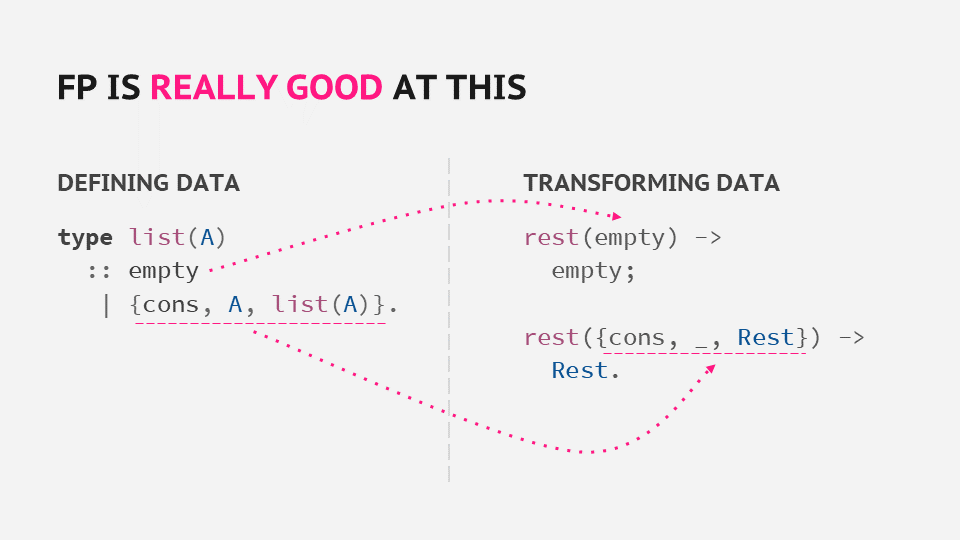 FP IS REALLY GOOD AT THIS
DEFINING DATA
type list(A)
  :: empty
   | {cons, A, list(A)}.
TRANSFORMING DATA
rest(empty) ->
  empty;
rest({cons, _, Rest}) ->
  Rest.